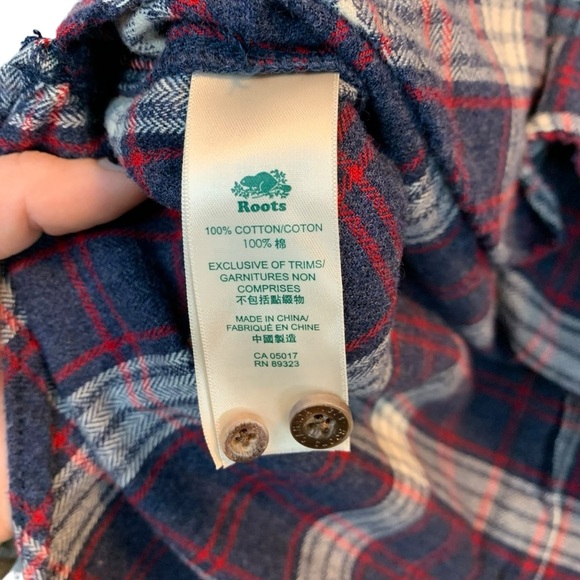 Roots
100% COTTON/COTON
100% 棉
EXCLUSIVE OF TRIMS/
GARNITURES NON
COMPRISES
不包括點綴物
MADE IN CHINA/
FABRIQUÉ EN CHINE
中國製造
CA 05017
RN 89323